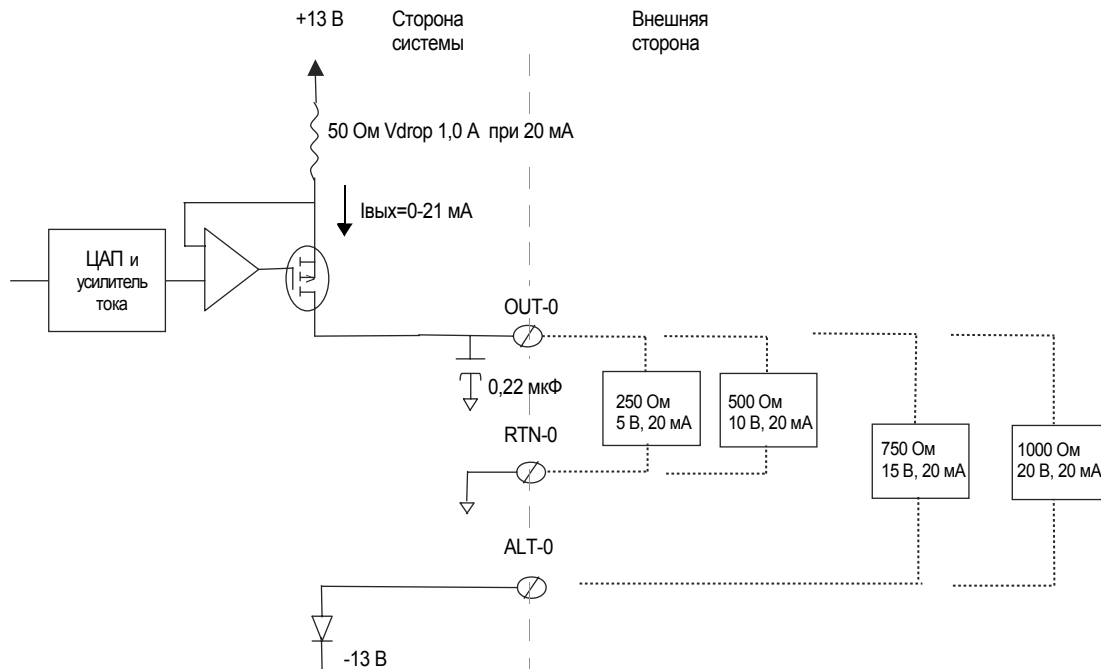 +13 В
Сторона
системы
Внешняя
сторона
50 Ом Vdrop 1,0 А при 20 мА
Iвых=0-21 мА
ЦАП и
усилитель
тока
OUT-0
0,22 мкФ
250 Ом
5 В, 20 мА
500 Ом
10 В, 20 мА
RTN-0
750 Ом
15 В, 20 мА
1000 Ом
20 В, 20 мА
ALT-0
-13 В